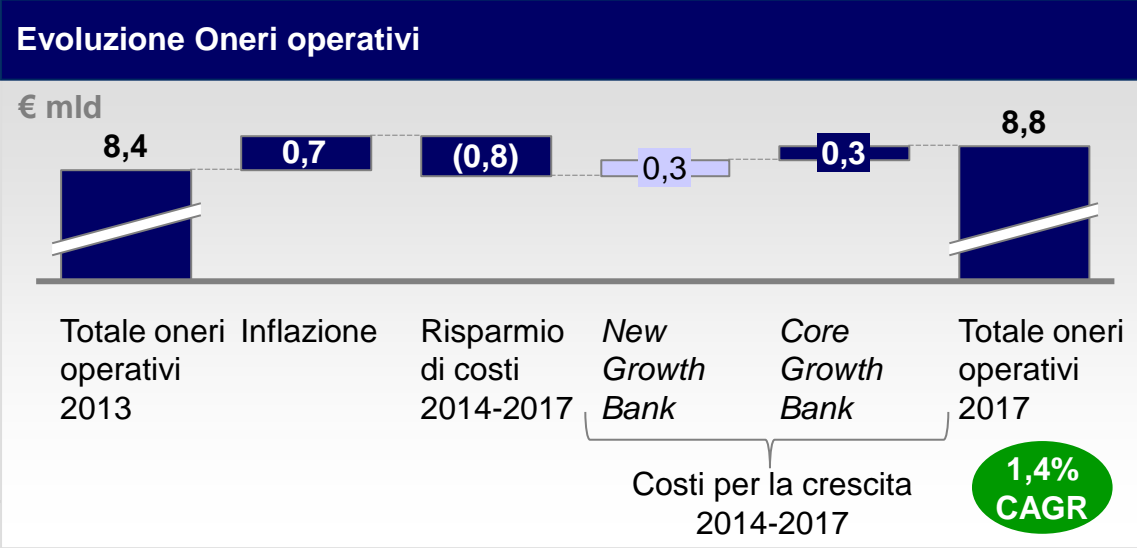 Evoluzione Oneri operativi
€ mld
8,4
0,7
(0,8)
0,3
0,3
8,8
Totale oneri
operativi
2013
Inflazione
Risparmio
di costi
2014-2017
New
Growth
Bank
Core
Growth
Bank
Totale oneri
operativi
2017
Costi per la crescita
2014-2017
1,4%
CAGR